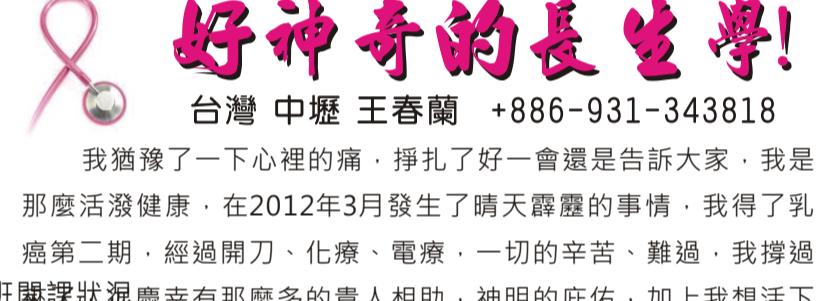 好神奇的長生學!
台灣 中壢 王春蘭 +886-931-343818
我猶豫了一下心裡的痛，掙扎了好一會還是告訴大家，我是
那麼活潑健康，在2012年3月發生了晴天霹靂的事情，我得了乳
癌第二期，經過開刀、化療、電療，一切的辛苦、難過，我撐過
慶幸有那麼多的貴人相助，神明的庇佑，加上我想活下
班開課狀況